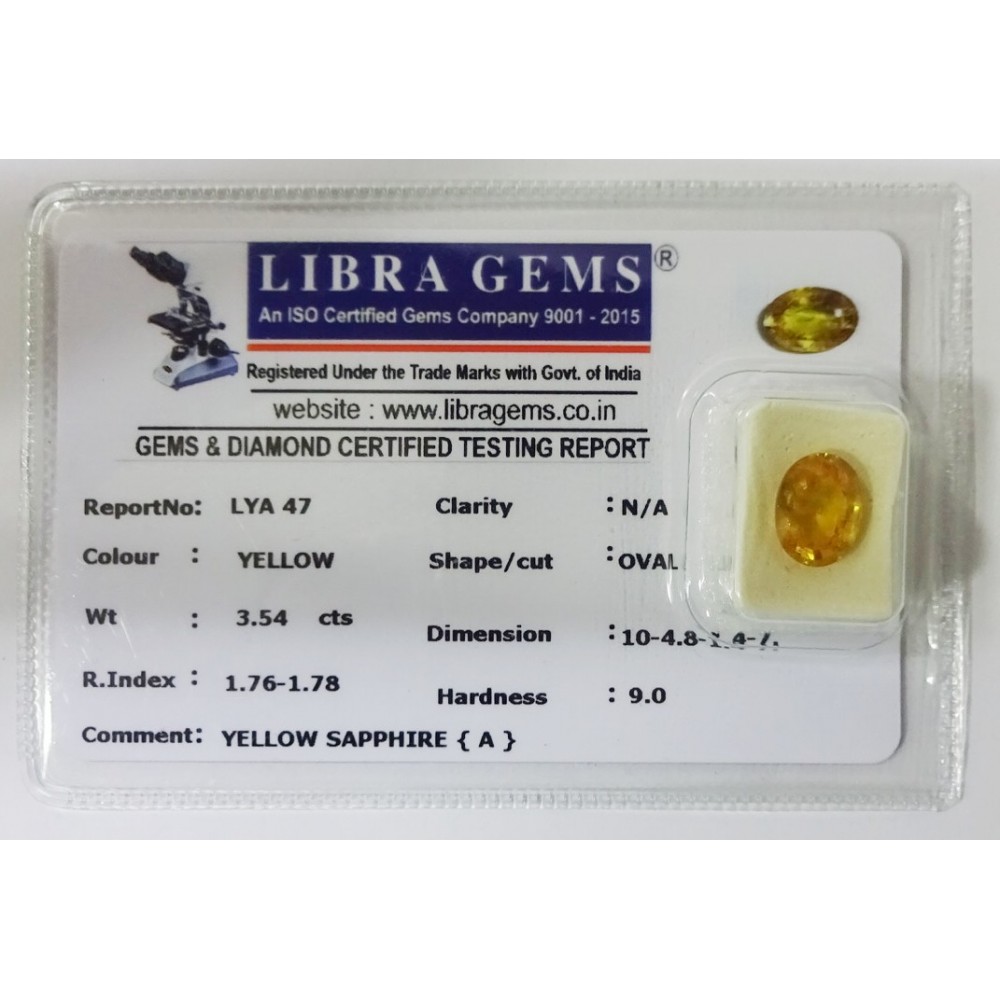 LIBRA GEMS ®
An ISO Certified Gems Company 9001 - 2015
Registered Under the Trade Marks with Govt. of India
website : www.libragems.co.in
GEMS & DIAMOND CERTIFIED TESTING REPORT
ReportNo: LYA 47 Clarity : N/A
Colour : YELLOW Shape/cut : OVAL
Wt : 3.54 cts Dimension : 10-4.8-
R.Index : 1.76-1.78 Hardness : 9.0
Comment: YELLOW SAPPHIRE { A }